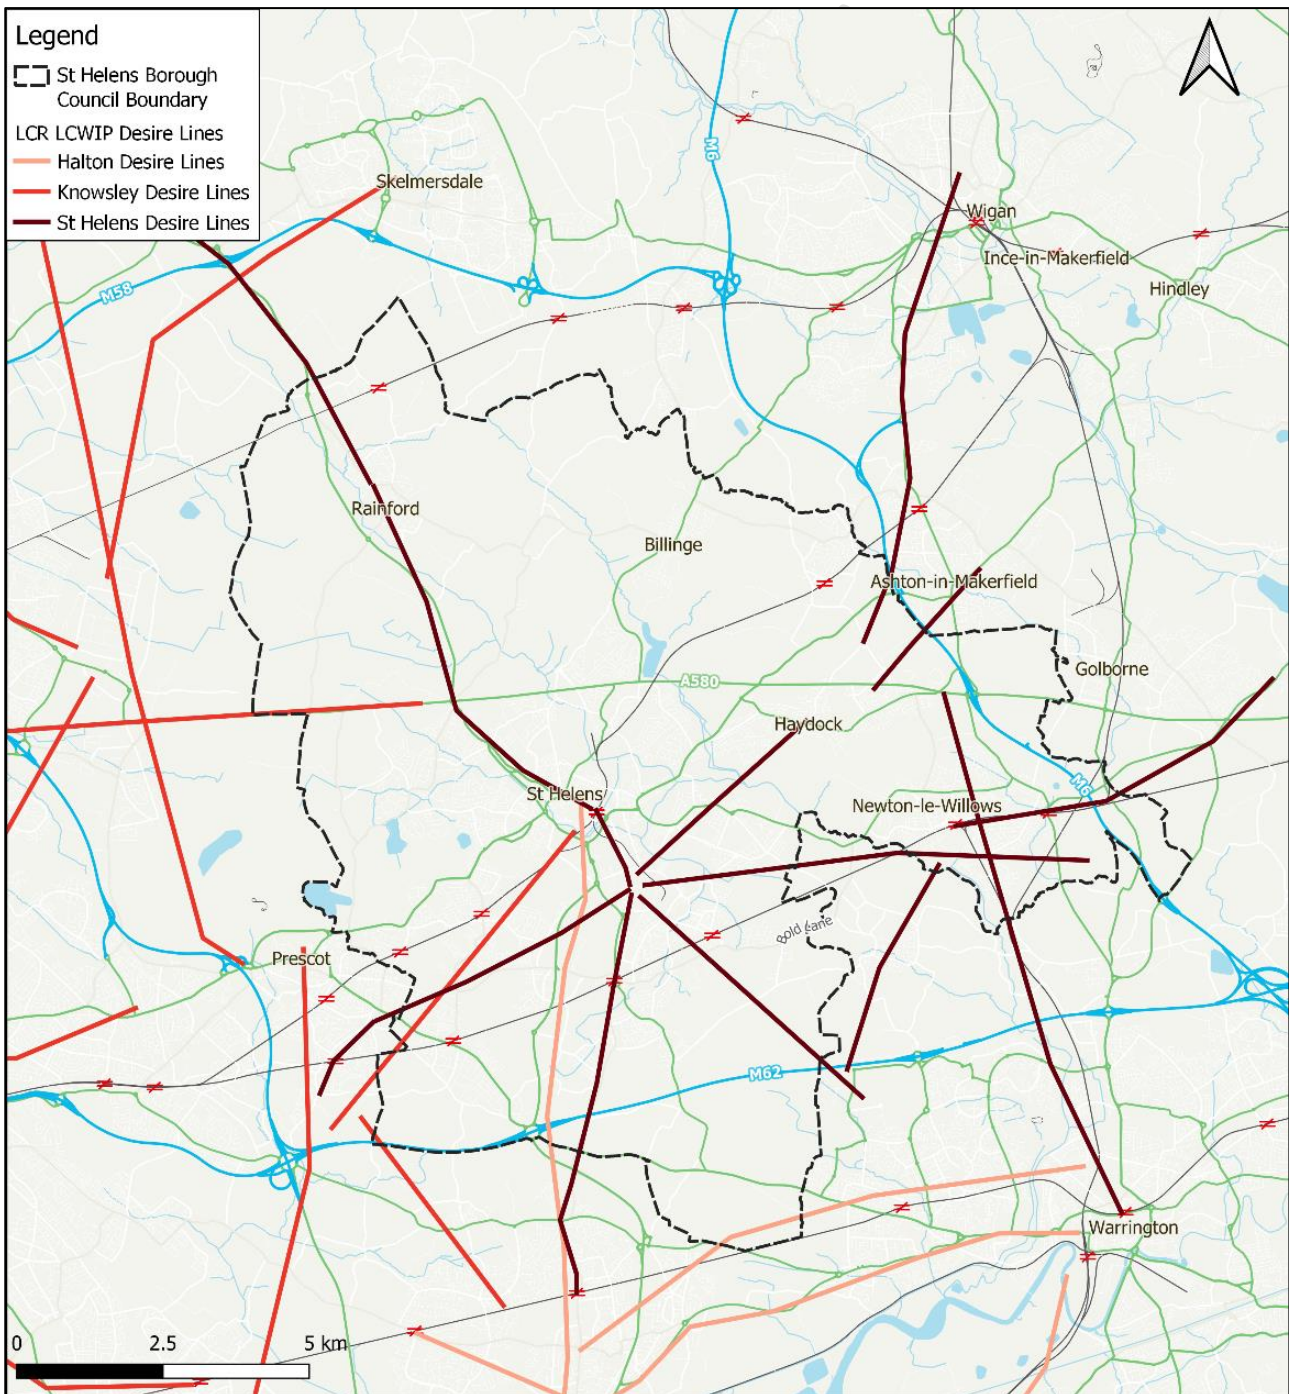 Legend
St Helens Borough
Council Boundary
LCR LCWIP Desire Lines
Halton Desire Lines
Knowsley Desire Lines
St Helens Desire Lines
M6
Skelmersdale
Wigan
Ince-in-Makerfield
Hindley
M58
Rainford
Billinge
Ashton-in-Makerfield
Golborne
A580
Haydock
M6
St Helens
Newton-le-Willows
Bold Lane
Prescot
M62
Warrington
0 2.5 5 km